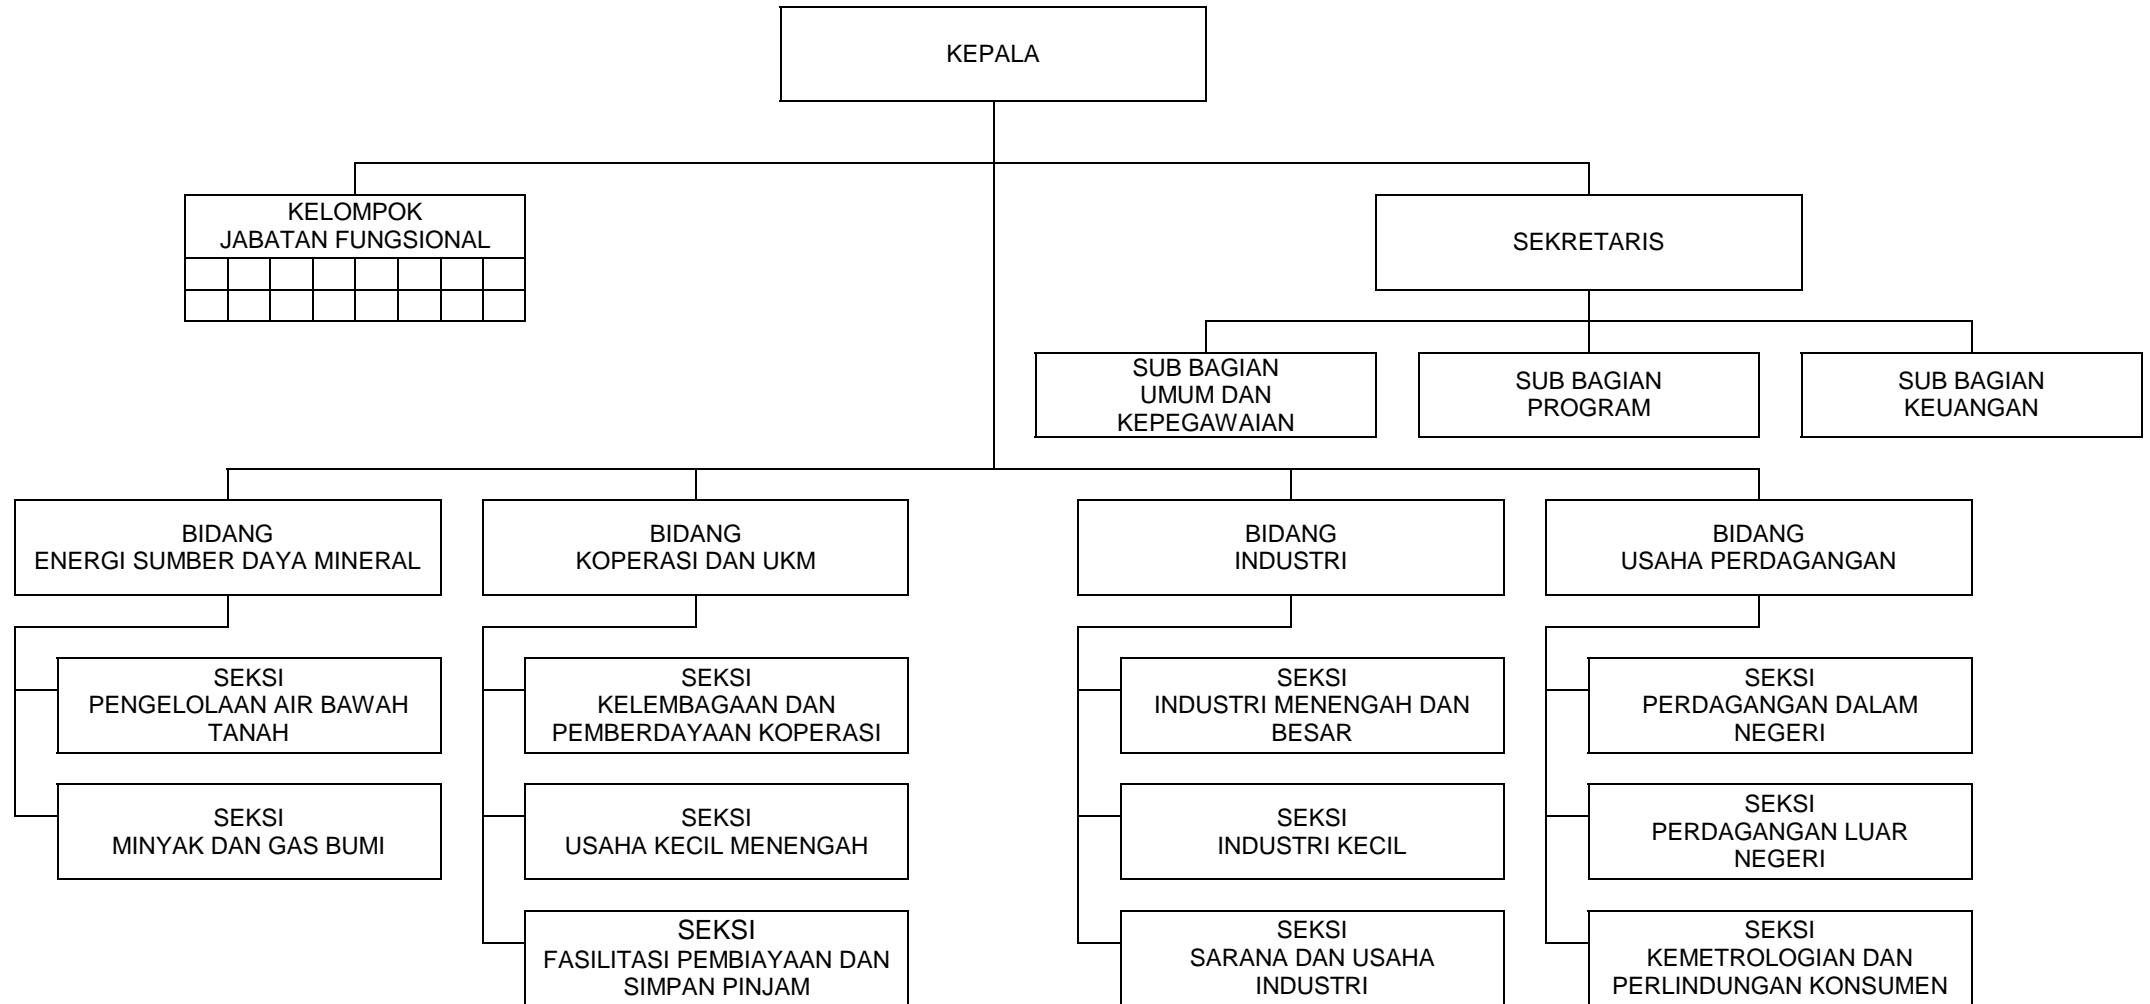 KEPALA
KELOMPOK
JABATAN FUNGSIONAL
SEKRETARIS
SUB BAGIAN
UMUM DAN
KEPEGAWAIAN
SUB BAGIAN
PROGRAM
SUB BAGIAN
KEUANGAN
BIDANG
ENERGI SUMBER DAYA MINERAL
BIDANG
KOPERASI DAN UKM
BIDANG
INDUSTRI
BIDANG
USAHA PERDAGANGAN
SEKSI
PENGELOLAAN AIR BAWAH
TANAH
SEKSI
KELEMBAGAAN DAN
PEMBERDAYAAN KOPERASI
SEKSI
INDUSTRI MENENGAH DAN
BESAR
SEKSI
PERDAGANGAN DALAM
NEGERI
SEKSI
MINYAK DAN GAS BUMI
SEKSI
USAHA KECIL MENENGAH
SEKSI
INDUSTRI KECIL
SEKSI
PERDAGANGAN LUAR
NEGERI
SEKSI
FASILITASI PEMBIAYAAN DAN
SIMPAN PINJAM
SEKSI
SARANA DAN USAHA
INDUSTRI
SEKSI
KEMETROLOGIAN DAN
PERLINDUNGAN KONSUMEN